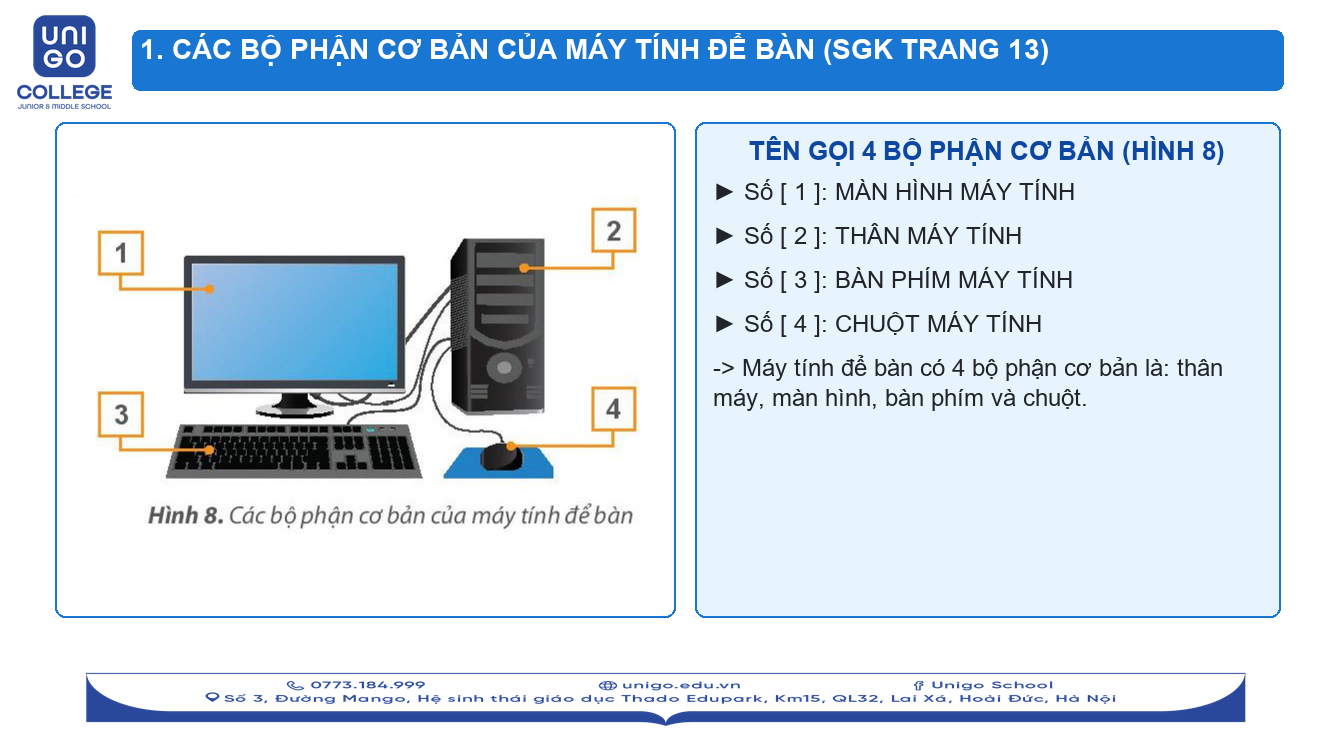 UNI
GO
COLLEGE
JUNIOR & MIDDLE SCHOOL
1. CÁC BỘ PHẬN CƠ BẢN CỦA MÁY TÍNH ĐỂ BÀN (SGK TRANG 13)
1
2
3
4
Hình 8. Các bộ phận cơ bản của máy tính để bàn
TÊN GỌI 4 BỘ PHẬN CƠ BẢN (HÌNH 8)
► Số [ 1 ]: MÀN HÌNH MÁY TÍNH
► Số [ 2 ]: THÂN MÁY TÍNH
► Số [ 3 ]: BÀN PHÍM MÁY TÍNH
► Số [ 4 ]: CHUỘT MÁY TÍNH
-> Máy tính để bàn có 4 bộ phận cơ bản là: thân
máy, màn hình, bàn phím và chuột.
0773.184.999 unigo.edu.vn Unigo School
Số 3, Đường Mango, Hệ sinh thái giáo dục Thado Edupark, Km15, QL32, Lai Xá, Hoài Đức, Hà Nội